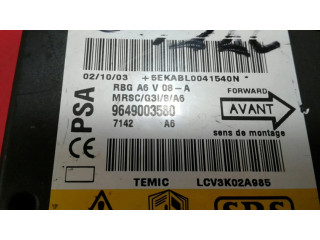 02/10/03 +5EKABL0041540N *
RBG A6 V 08-A
MRSC/G3I/8/A6
9649003580
7142 A6
PSA
CE
FORWARD
AVANT
sens de montage
TEMIC LCV3K02A985
SRS